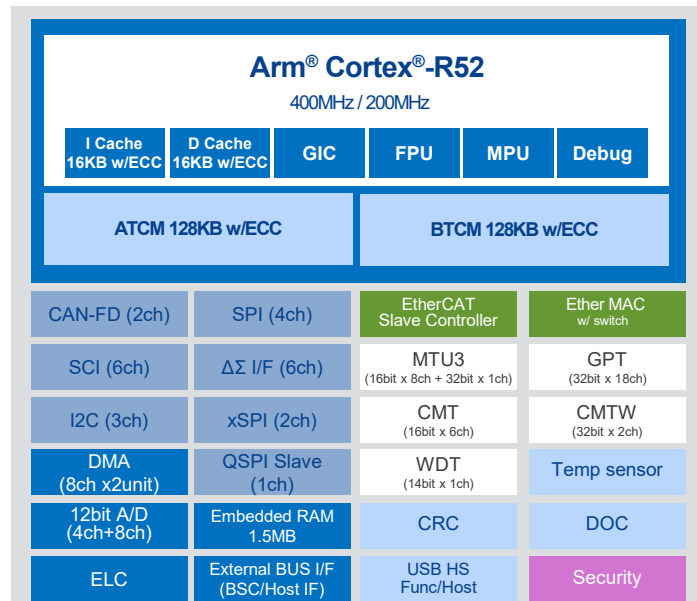 Arm® Cortex®-R52
400MHz / 200MHz
I Cache
16KB w/ECC
D Cache
16KB w/ECC
GIC
FPU
MPU
Debug
ATCM 128KB w/ECC
BTCM 128KB w/ECC
CAN-FD (2ch)
SPI (4ch)
EtherCAT
Slave Controller
Ether MAC
w/ switch
SCI (6ch)
ΔΣ I/F (6ch)
MTU3
(16bit x 8ch + 32bit x 1ch)
GPT
(32bit x 18ch)
I2C (3ch)
xSPI (2ch)
CMT
(16bit x 6ch)
CMTW
(32bit x 2ch)
DMA
(8ch x2unit)
QSPI Slave
(1ch)
WDT
(14bit x 1ch)
Temp sensor
12bit A/D
(4ch+8ch)
Embedded RAM
1.5MB
CRC
DOC
ELC
External BUS I/F
(BSC/Host IF)
USB HS
Func/Host
Security